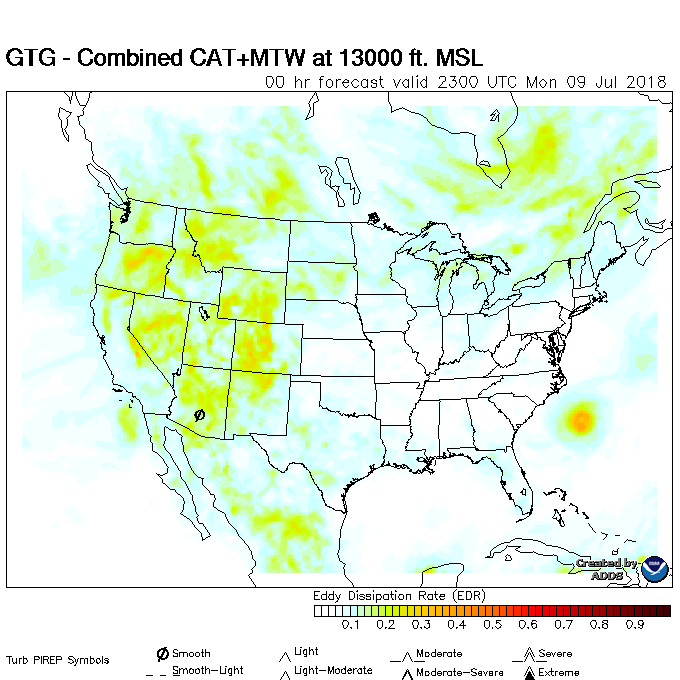 GTG - Combined CAT+MTW at 13000 ft. MSL
00 hr forecast valid 2300 UTC Mon 09 Jul 2018
Created by
ADDS
Eddy Dissipation Rate (EDR)
0.1 0.2 0.3 0.4 0.5 0.6 0.7 0.8 0.9
Turb PIREP Symbols
Smooth Light Moderate Severe
Smooth-Light Light-Moderate Moderate-Severe Extreme